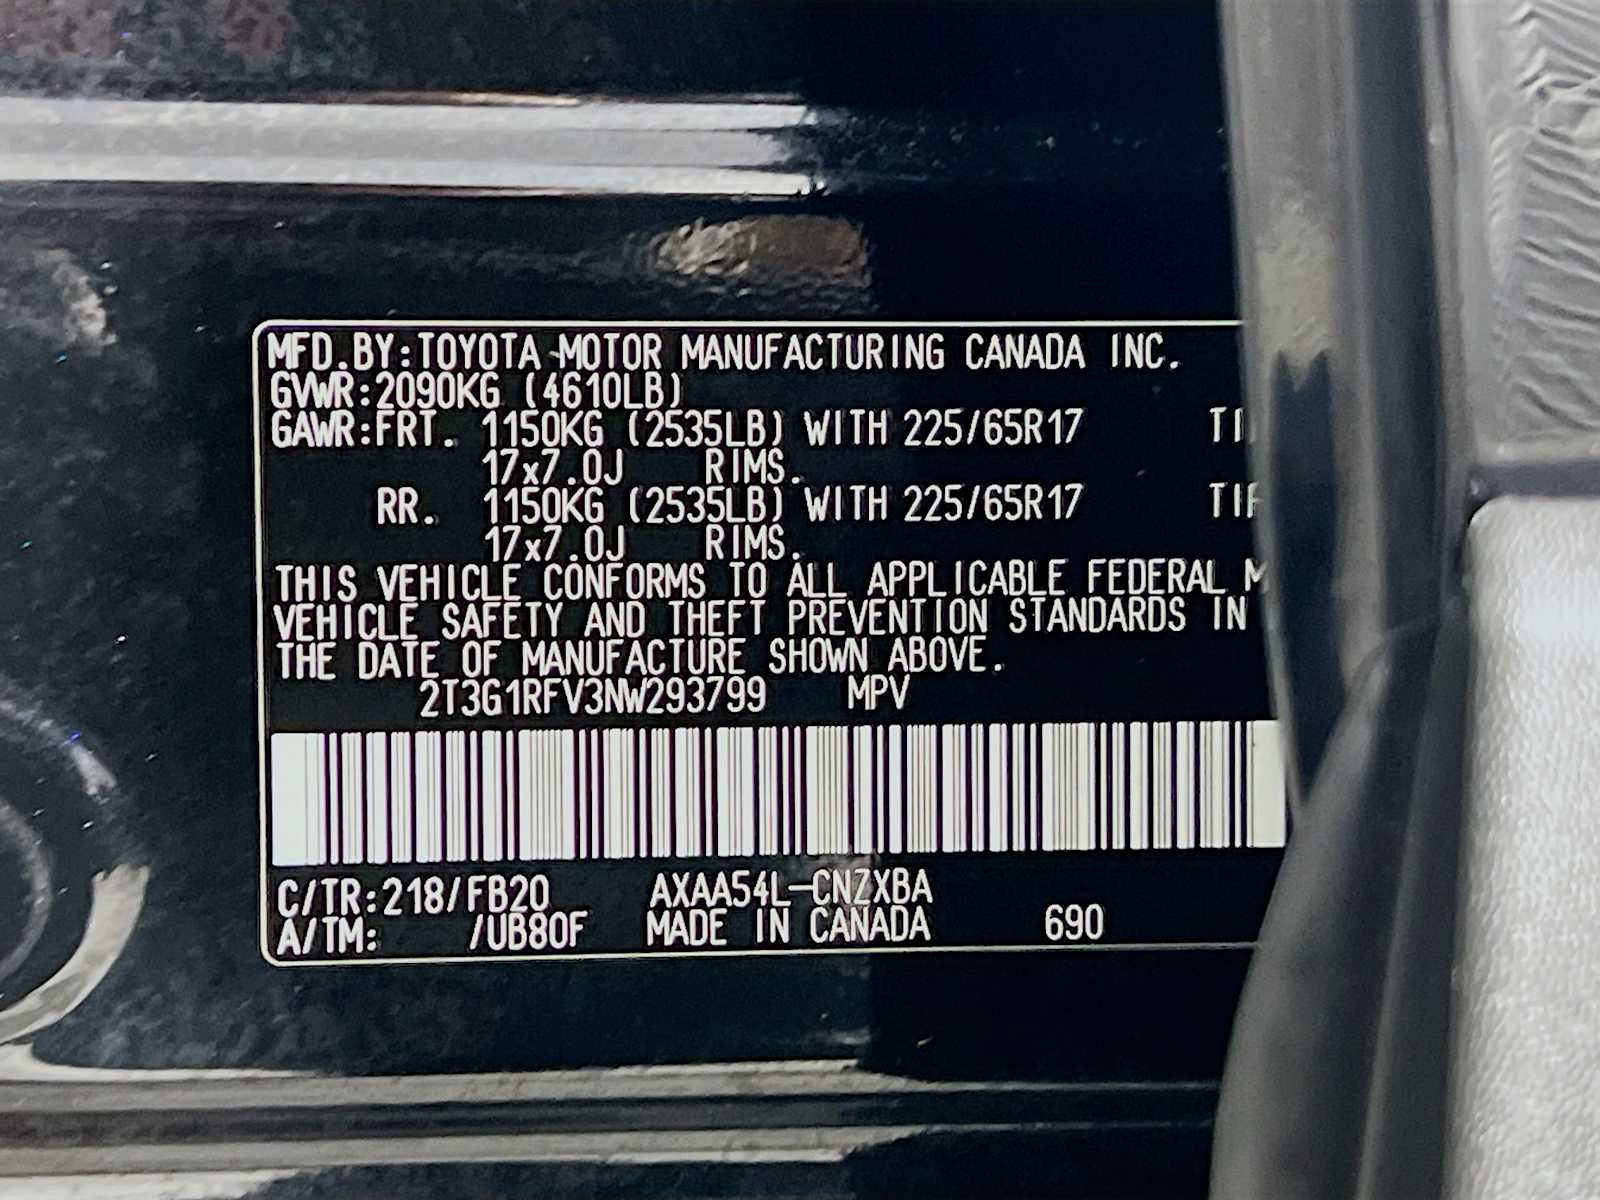 MFD.BY:TOYOTA MOTOR MANUFACTURING CANADA INC.
GVWR:2090KG (4610LB)
GAWR:FRT. 1150KG (2535LB) WITH 225/65R17
17x7.0J RIMS.
RR. 1150KG (2535LB) WITH 225/65R17
17x7.0J RIMS.
THIS VEHICLE CONFORMS TO ALL APPLICABLE FEDERAL
VEHICLE SAFETY AND THEFT PREVENTION STANDARDS IN
THE DATE OF MANUFACTURE SHOWN ABOVE.
2T3G1RFV3NW293799 MPV
C/TR:218/FB20 AXAA54L-CNZXBA
A/TM: /UB80F MADE IN CANADA 690